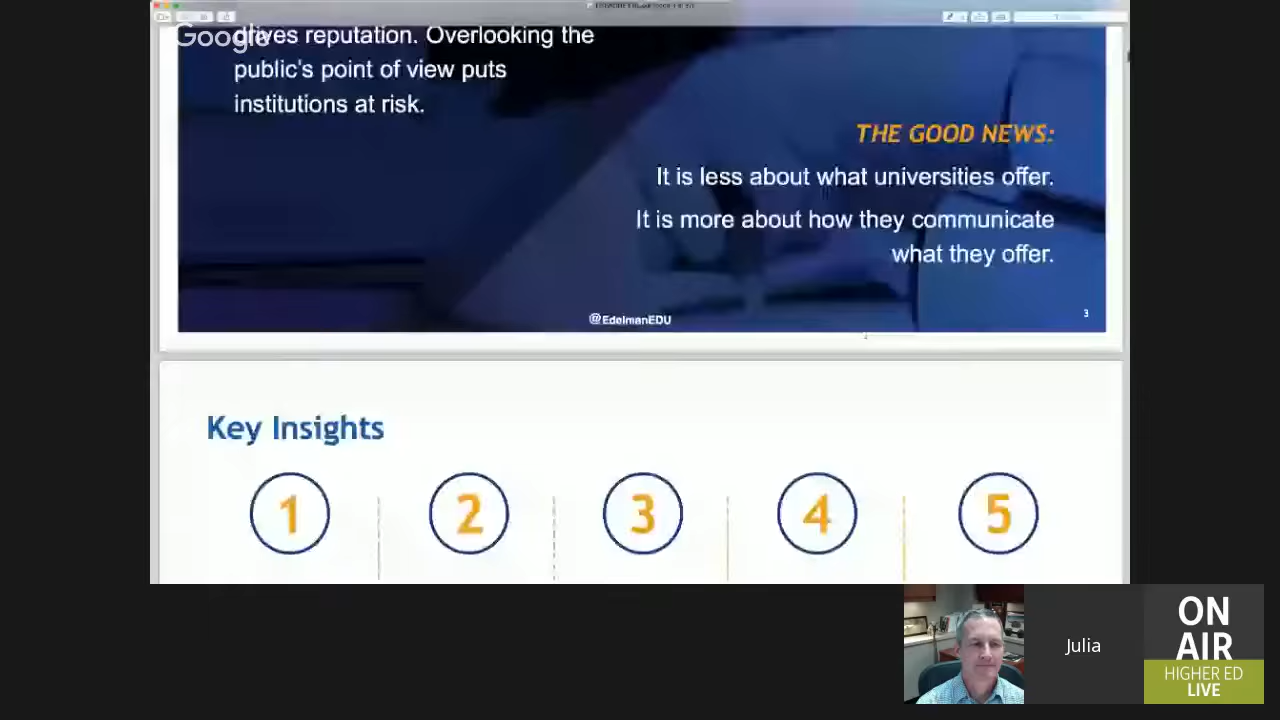 Google
drives reputation. Overlooking the
public's point of view puts
institutions at risk.
THE GOOD NEWS:
It is less about what universities offer.
It is more about how they communicate
what they offer.
@EdelmanEDU
3
Key Insights
1
2
3
4
5
Julia
ON
AIR
HIGHER ED
LIVE